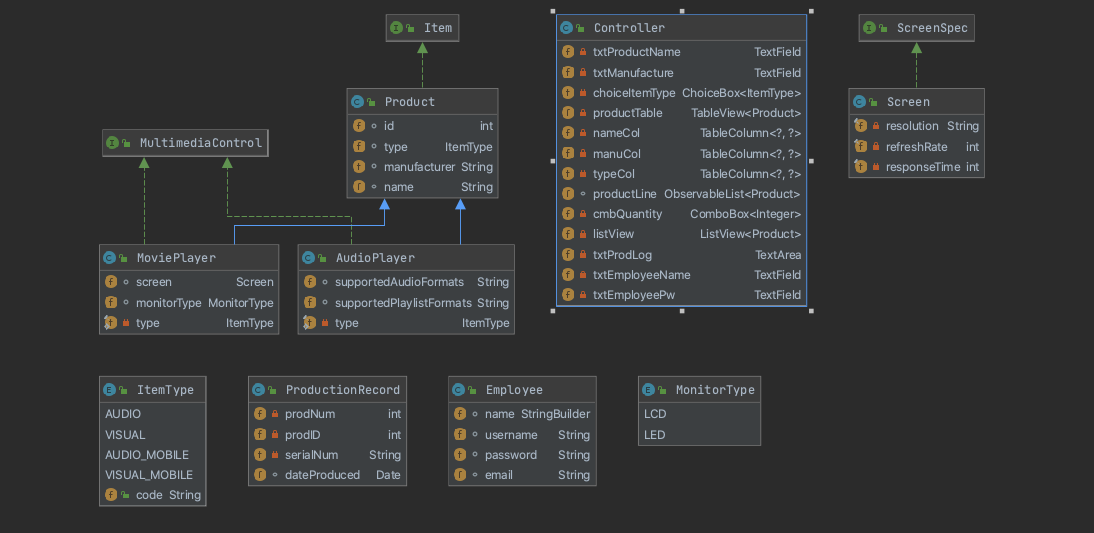 Item
Controller
ScreenSpec
txtProductName TextField
txtManufacture TextField
choiceItemType ChoiceBox<ItemType>
productTable TableView<Product>
nameCol TableColumn<?, ?>
manuCol TableColumn<?, ?>
typeCol TableColumn<?, ?>
productLine ObservableList<Product>
cmbQuantity ComboBox<Integer>
listView ListView<Product>
txtProdLog TextArea
txtEmployeeName TextField
txtEmployeePw TextField
Product
id int
type ItemType
manufacturer String
name String
Screen
resolution String
refreshRate int
responseTime int
MultimediaControl
MoviePlayer
screen Screen
monitorType MonitorType
type ItemType
AudioPlayer
supportedAudioFormats String
supportedPlaylistFormats String
type ItemType
ItemType
AUDIO
VISUAL
AUDIO_MOBILE
VISUAL_MOBILE
code String
ProductionRecord
prodNum int
prodID int
serialNum String
dateProduced Date
Employee
name StringBuilder
username String
password String
email String
MonitorType
LCD
LED